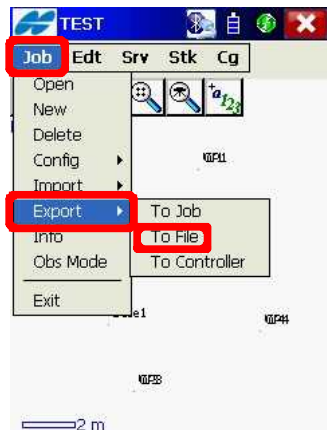 TEST
Job Edt Srv Stk Cg
Open
New
Delete
Config
Import
Export
Info
Obs Mode
Exit
To Job
To File
To Controller
2 m